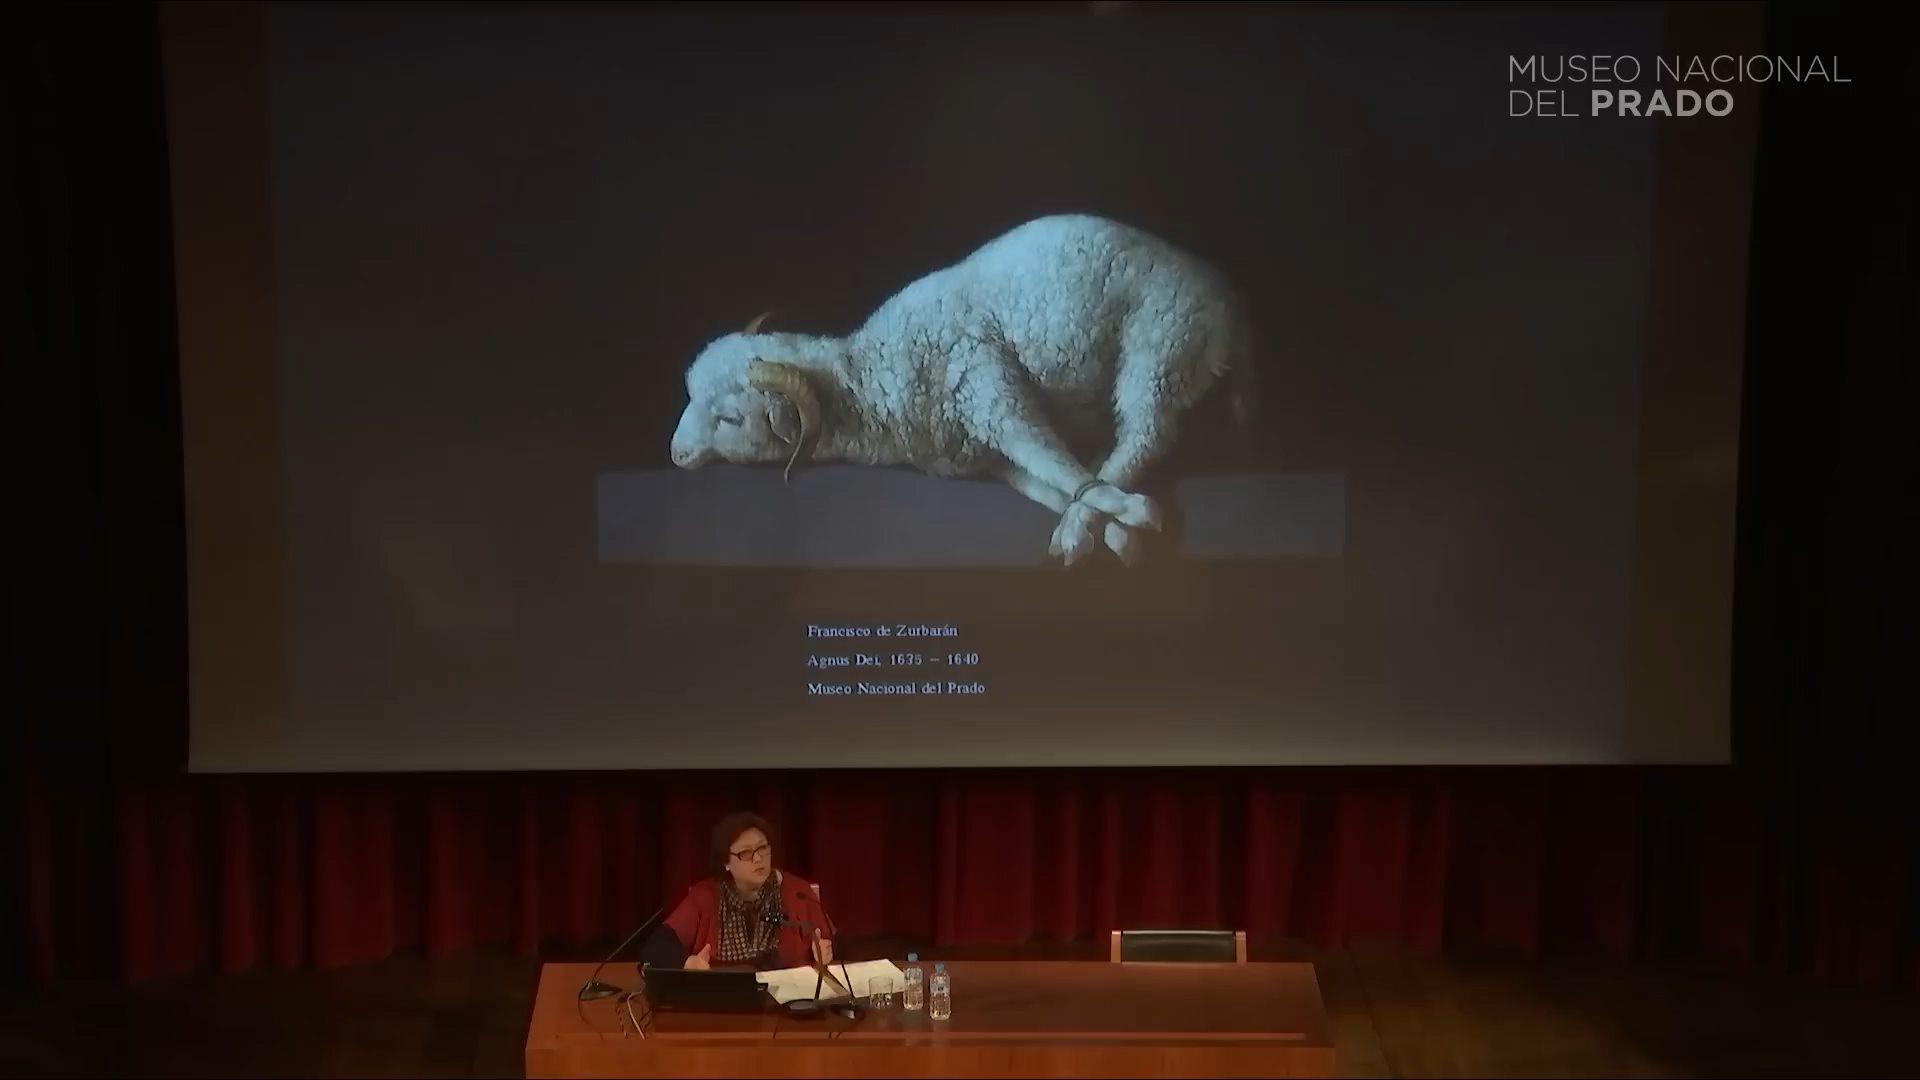 MUSEO NACIONAL
DEL PRADO
Francisco de Zurbarán
Agnus Dei, 1635 – 1640
Museo Nacional del Prado